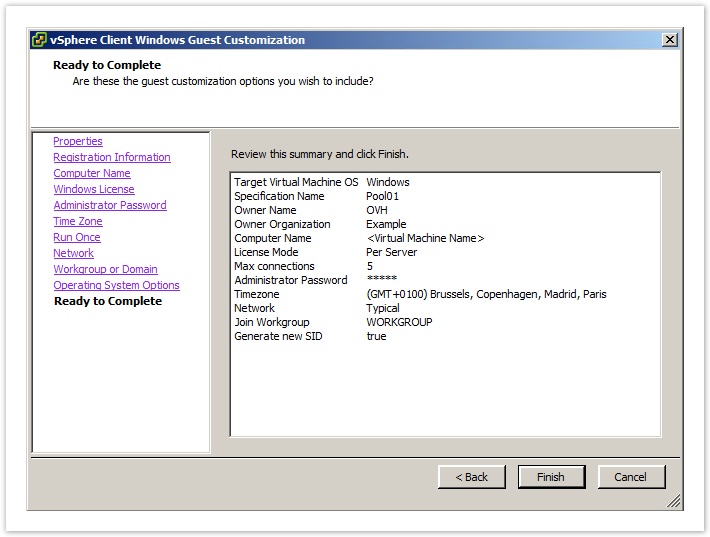 vSphere Client Windows Guest Customization
Ready to Complete
Are these the guest customization options you wish to include?
Properties
Registration Information
Computer Name
Windows License
Administrator Password
Time Zone
Run Once
Network
Workgroup or Domain
Operating System Options
Ready to Complete
Review this summary and click Finish.
Target Virtual Machine OS Windows
Specification Name Pool01
Owner Name OVH
Owner Organization Example
Computer Name <Virtual Machine Name>
License Mode Per Server
Max connections 5
Administrator Password *****
Timezone (GMT+0100) Brussels, Copenhagen, Madrid, Paris
Network Typical
Join Workgroup WORKGROUP
Generate new SID true
< Back Finish Cancel